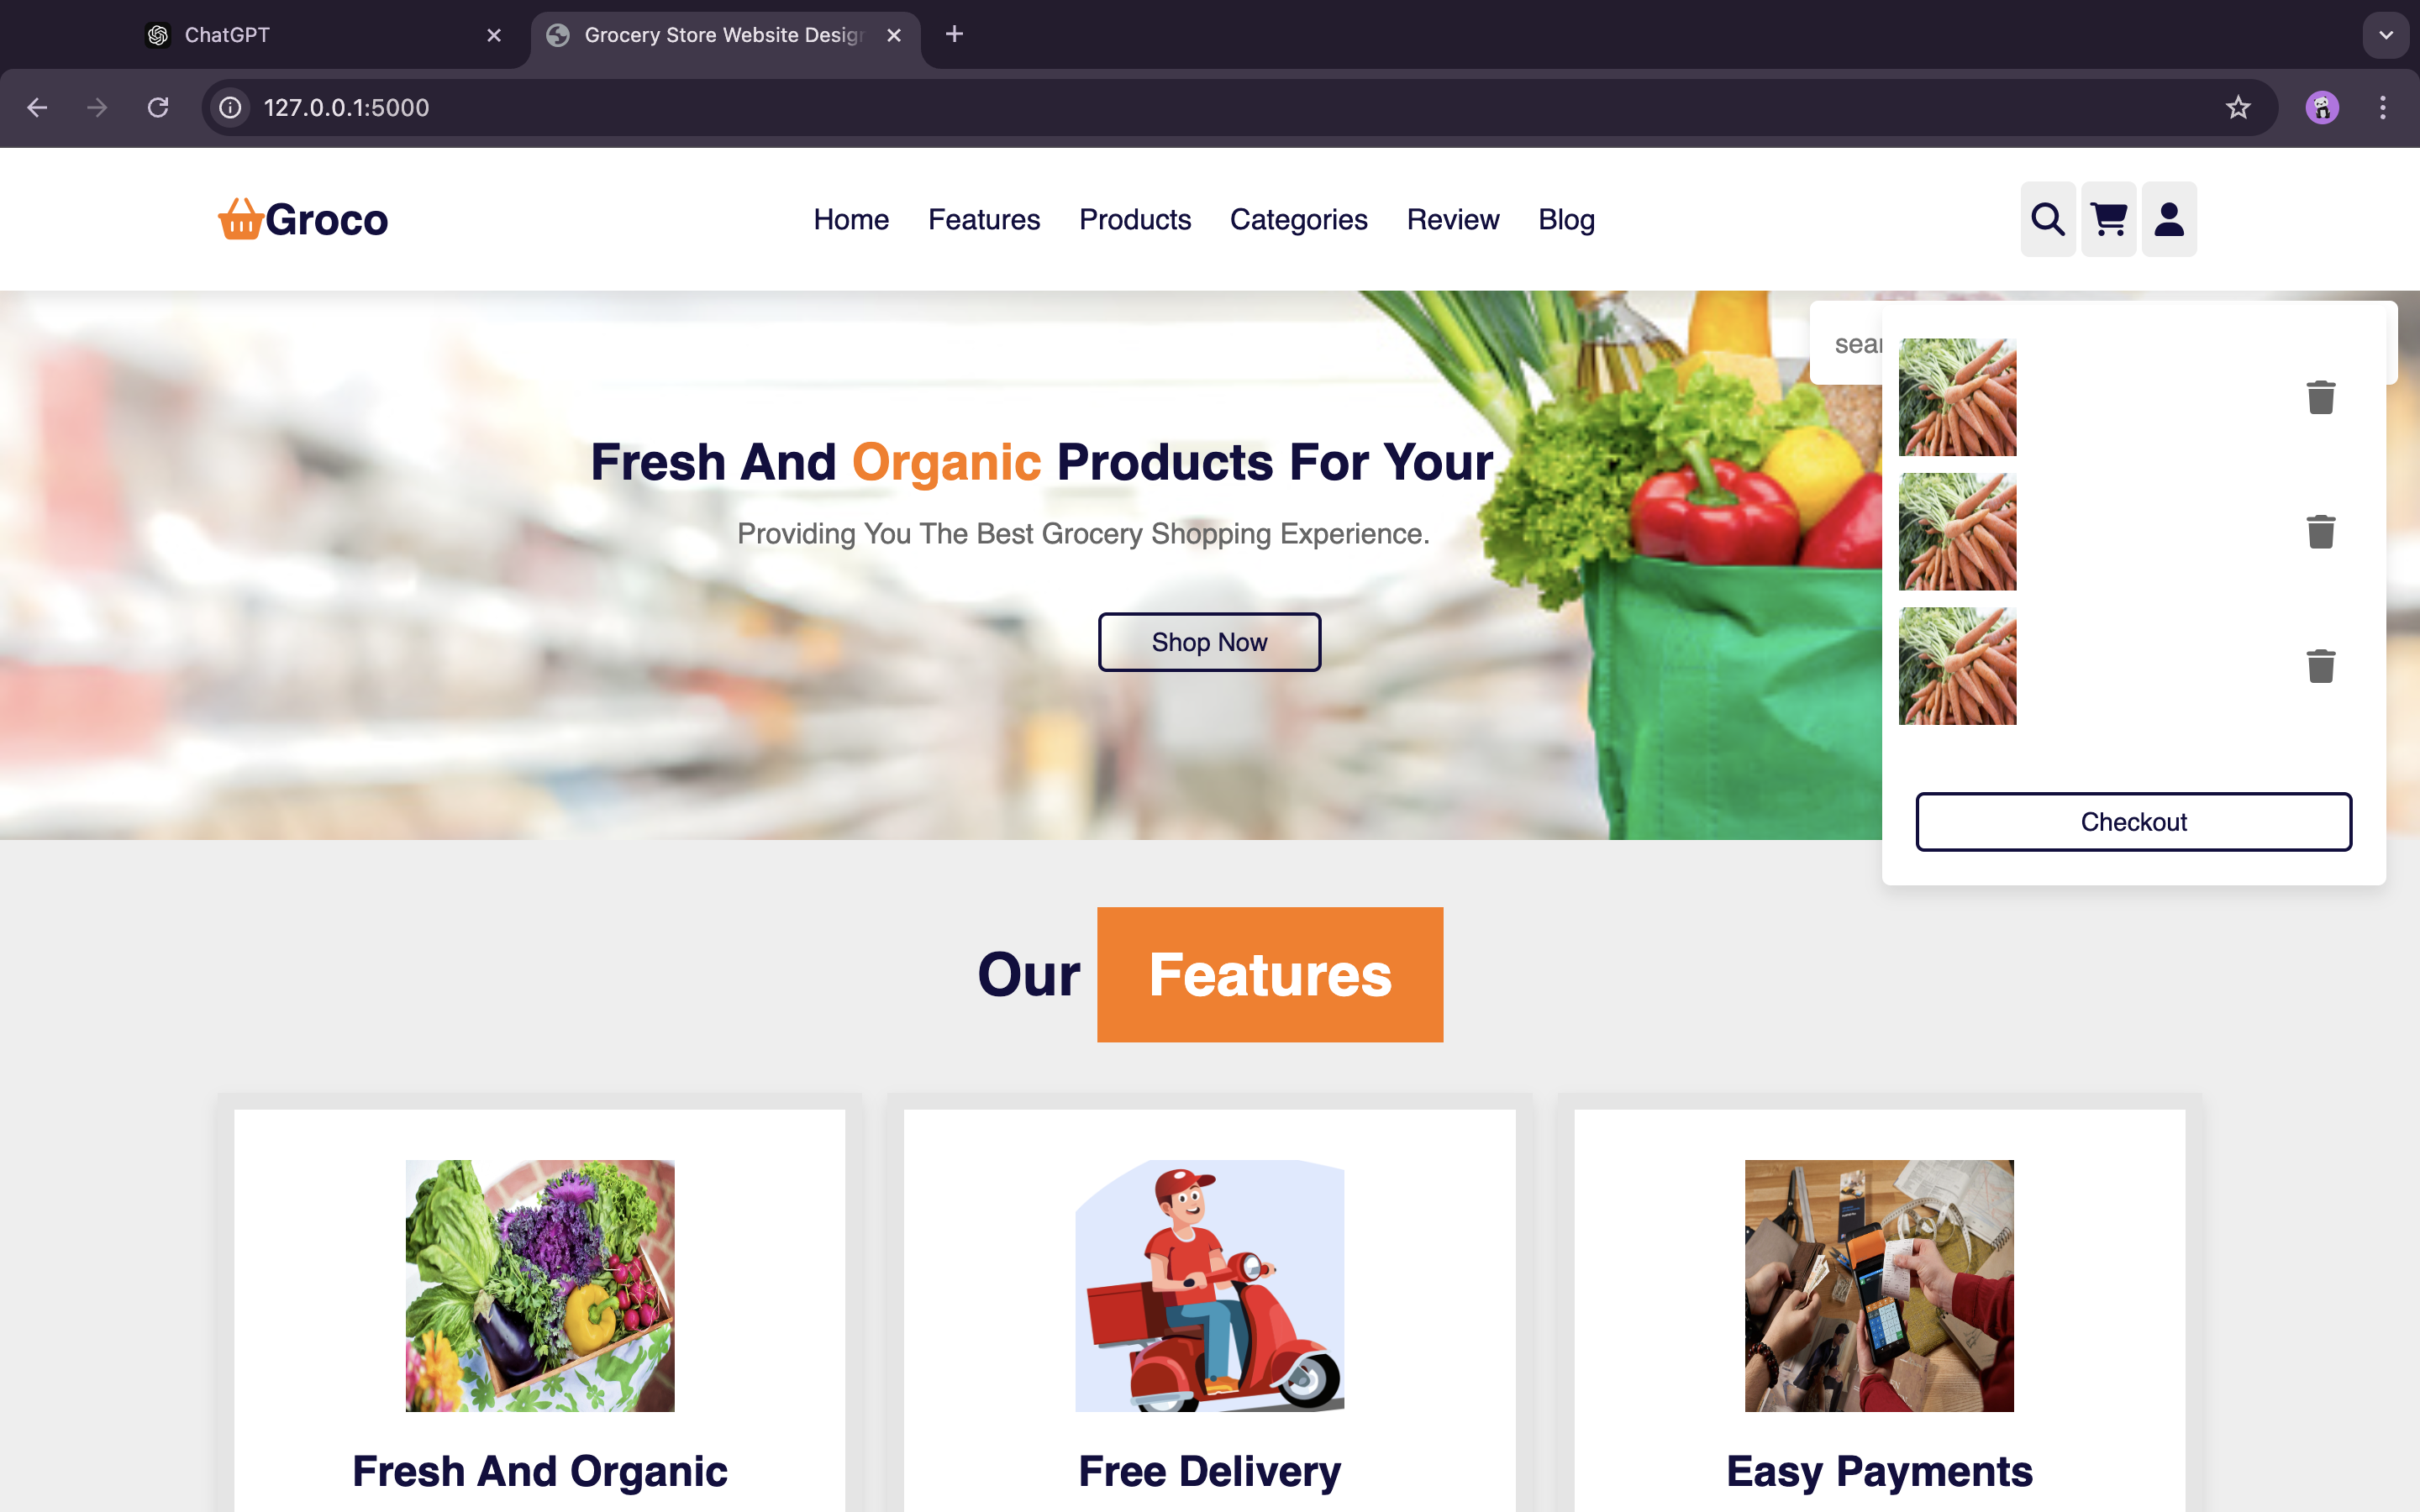 ChatGPT
Grocery Store Website Desig
127.0.0.1:5000
Groco
Home Features Products Categories Review Blog
sear
Fresh And Organic Products For Your
Providing You The Best Grocery Shopping Experience.
Shop Now
Checkout
Our Features
Fresh And Organic
Free Delivery
Easy Payments